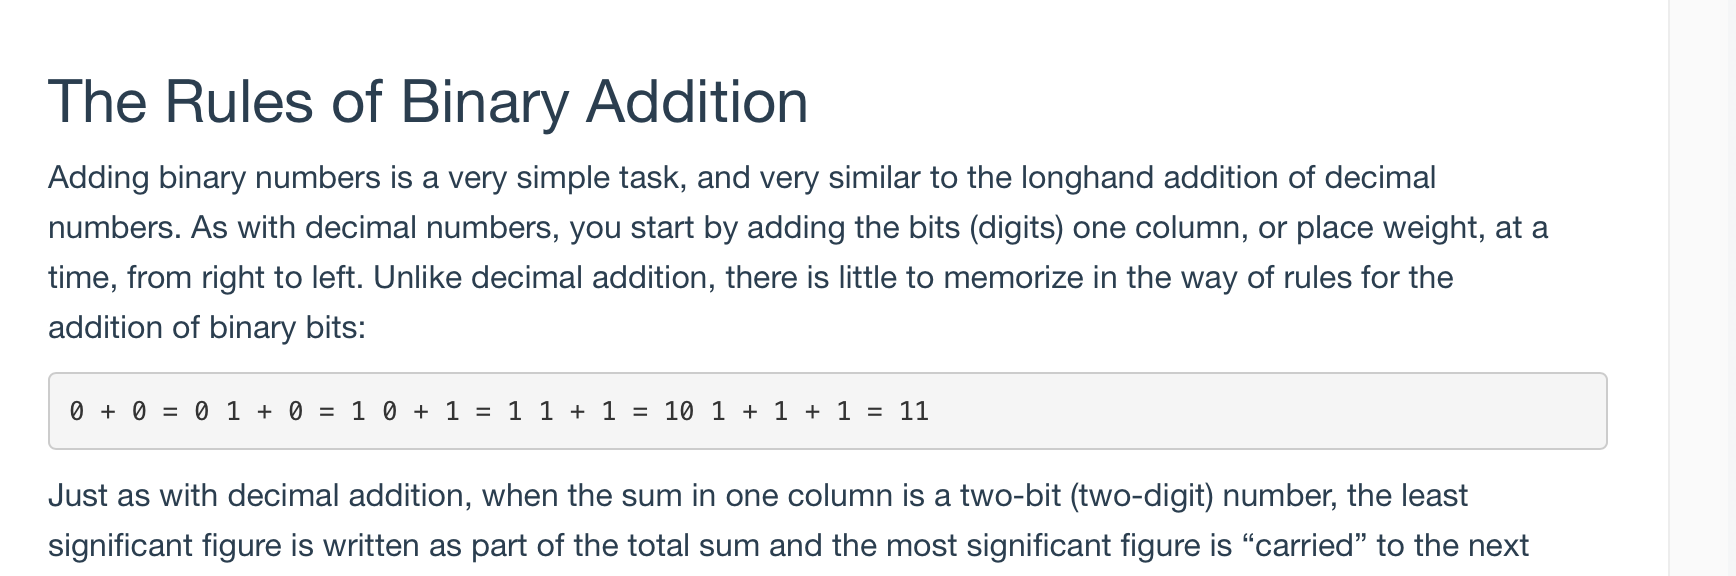 The Rules of Binary Addition
Adding binary numbers is a very simple task, and very similar to the longhand addition of decimal
numbers. As with decimal numbers, you start by adding the bits (digits) one column, or place weight, at a
time, from right to left. Unlike decimal addition, there is little to memorize in the way of rules for the
addition of binary bits:
0 + 0 = 0 1 + 0 = 1 0 + 1 = 1 1 + 1 = 10 1 + 1 + 1 = 11
Just as with decimal addition, when the sum in one column is a two-bit (two-digit) number, the least
significant figure is written as part of the total sum and the most significant figure is “carried” to the next